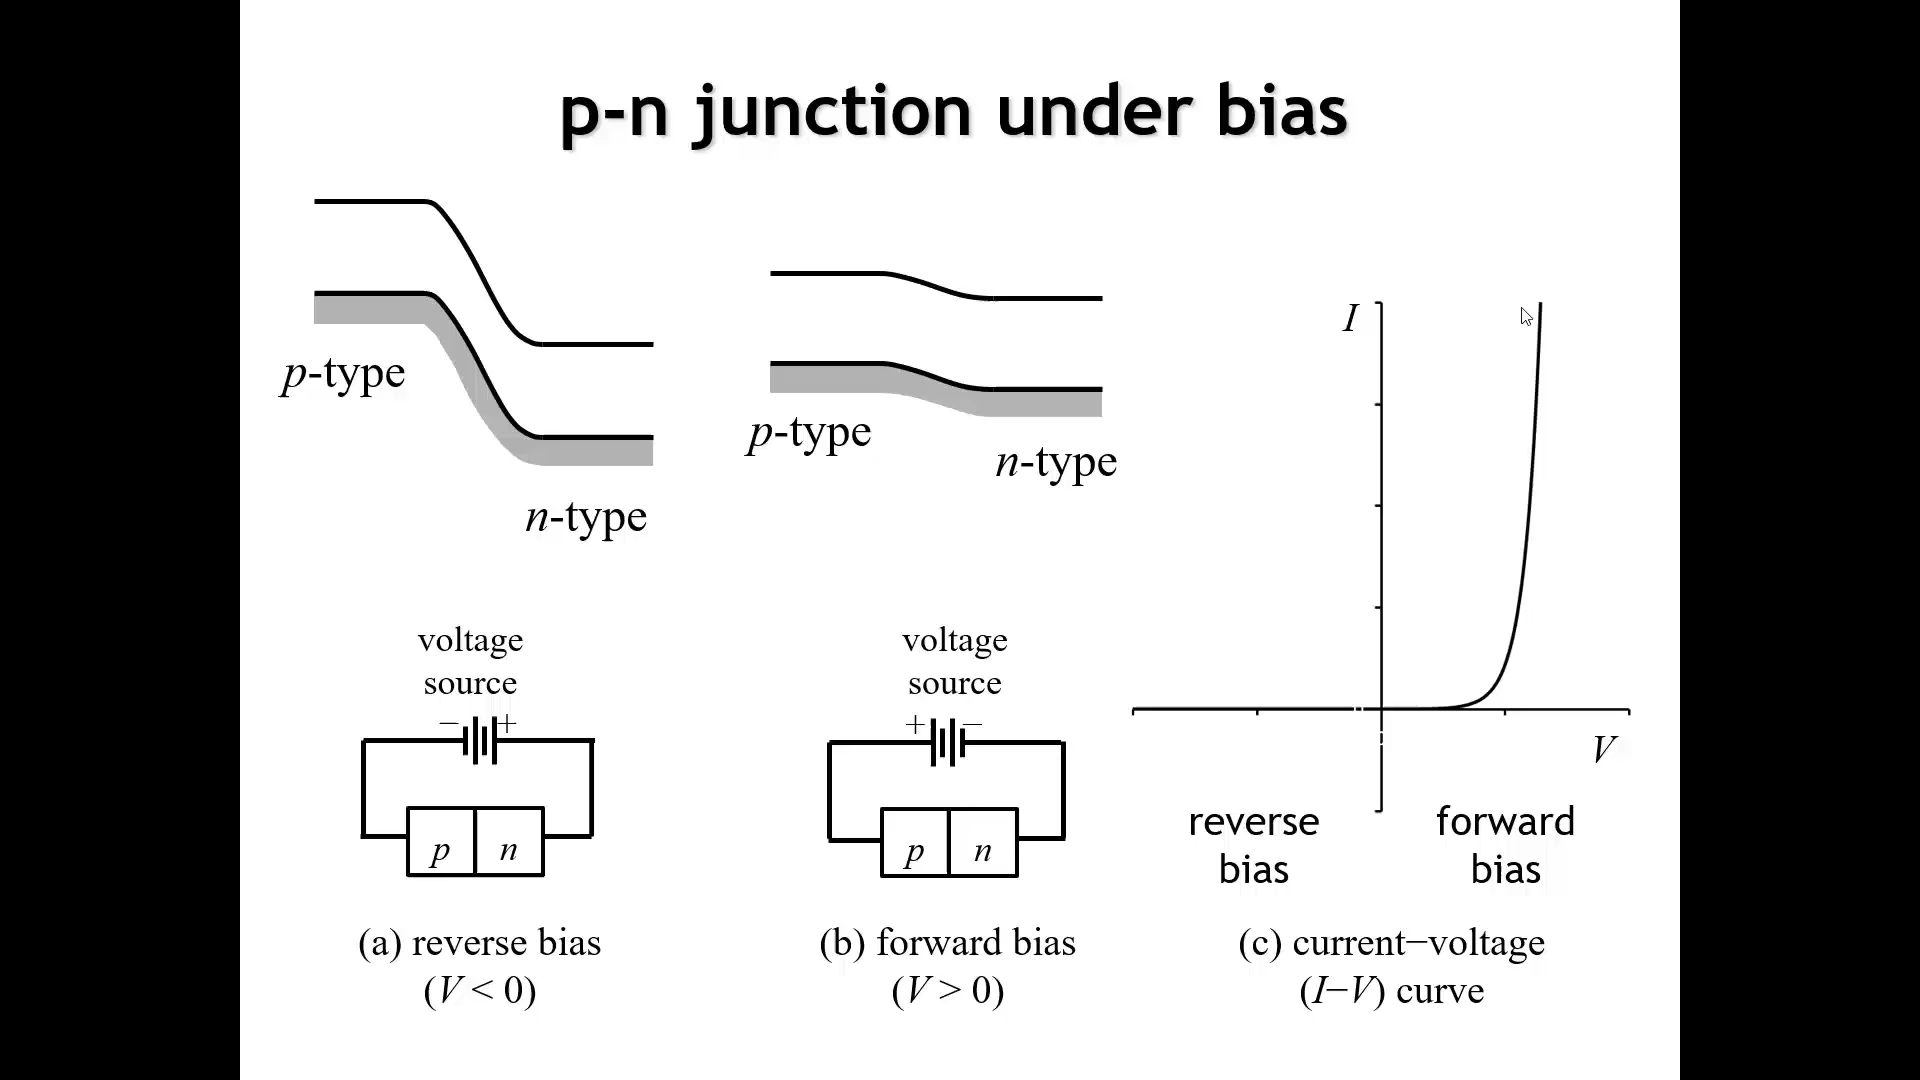 p-n junction under bias
p-type
n-type
p-type
n-type
voltage
source
− +
p n
(a) reverse bias
(V < 0)
voltage
source
+ −
p n
(b) forward bias
(V > 0)
I
V
reverse
bias
forward
bias
(c) current−voltage
(I−V) curve